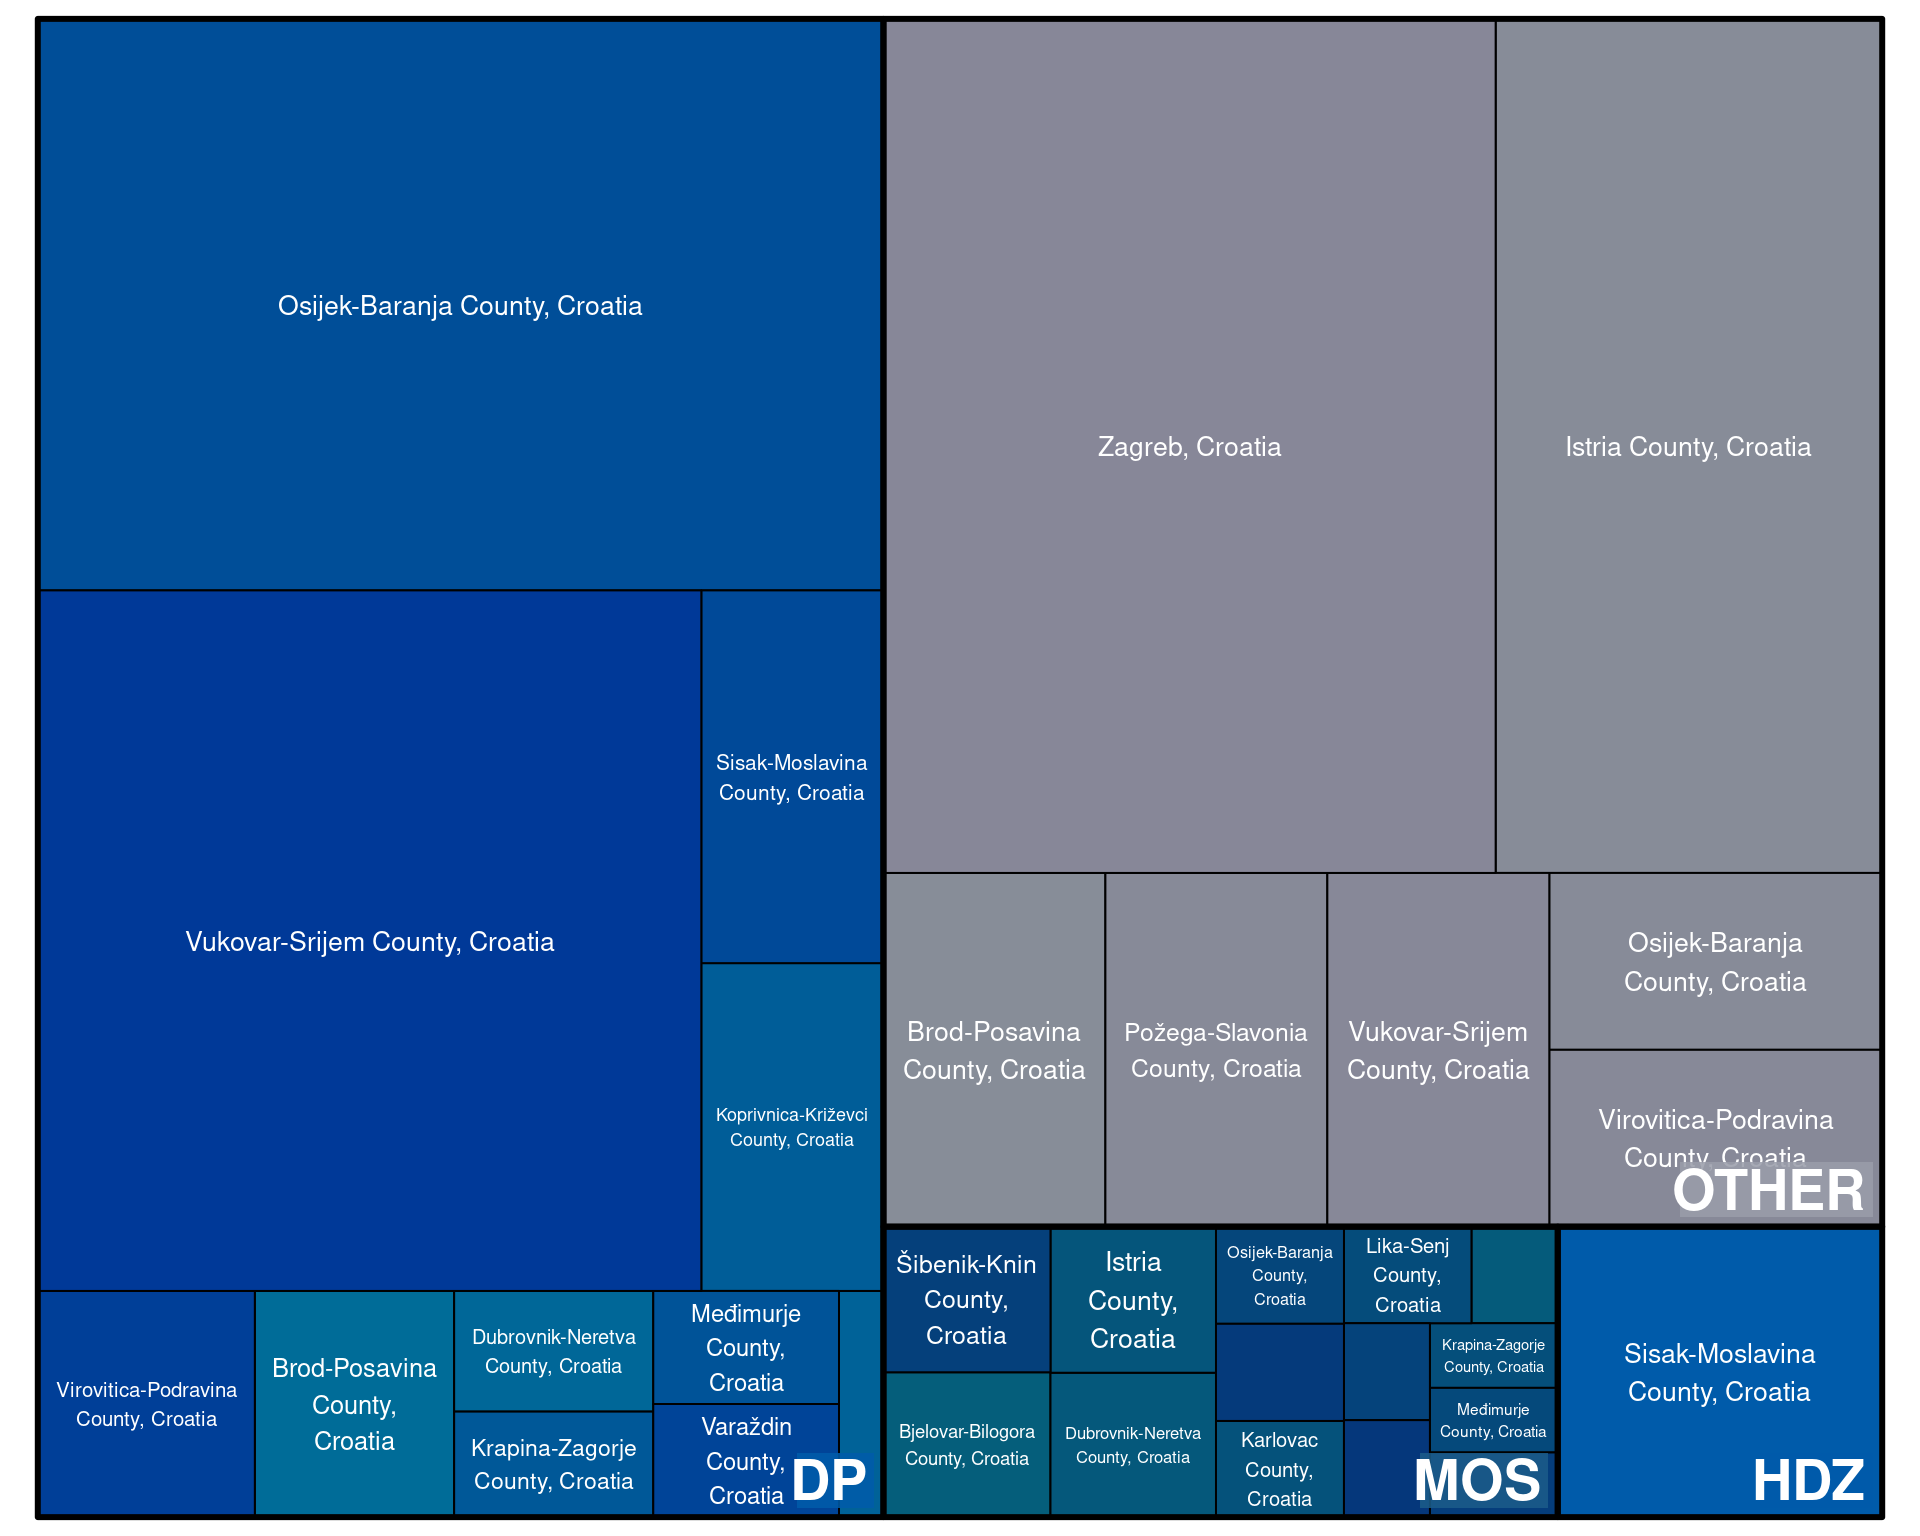 Osijek-Baranja County, Croatia
Vukovar-Srijem County, Croatia
Sisak-Moslavina
County, Croatia
Koprivnica-Križevci
County, Croatia
Virovitica-Podravina
County, Croatia
Brod-Posavina
County,
Croatia
Dubrovnik-Neretva
County, Croatia
Krapina-Zagorje
County, Croatia
Međimurje
County,
Croatia
Varaždin
County,
Croatia
DP
Zagreb, Croatia
Istria County, Croatia
Brod-Posavina
County, Croatia
Požega-Slavonia
County, Croatia
Vukovar-Srijem
County, Croatia
Osijek-Baranja
County, Croatia
Virovitica-Podravina
County, Croatia
OTHER
Šibenik-Knin
County,
Croatia
Bjelovar-Bilogora
County, Croatia
Istria
County,
Croatia
Dubrovnik-Neretva
County, Croatia
Osijek-Baranja
County,
Croatia
Karlovac
County,
Croatia
Lika-Senj
County,
Croatia
Krapina-Zagorje
County, Croatia
Međimurje
County, Croatia
MOS
Sisak-Moslavina
County, Croatia
HDZ